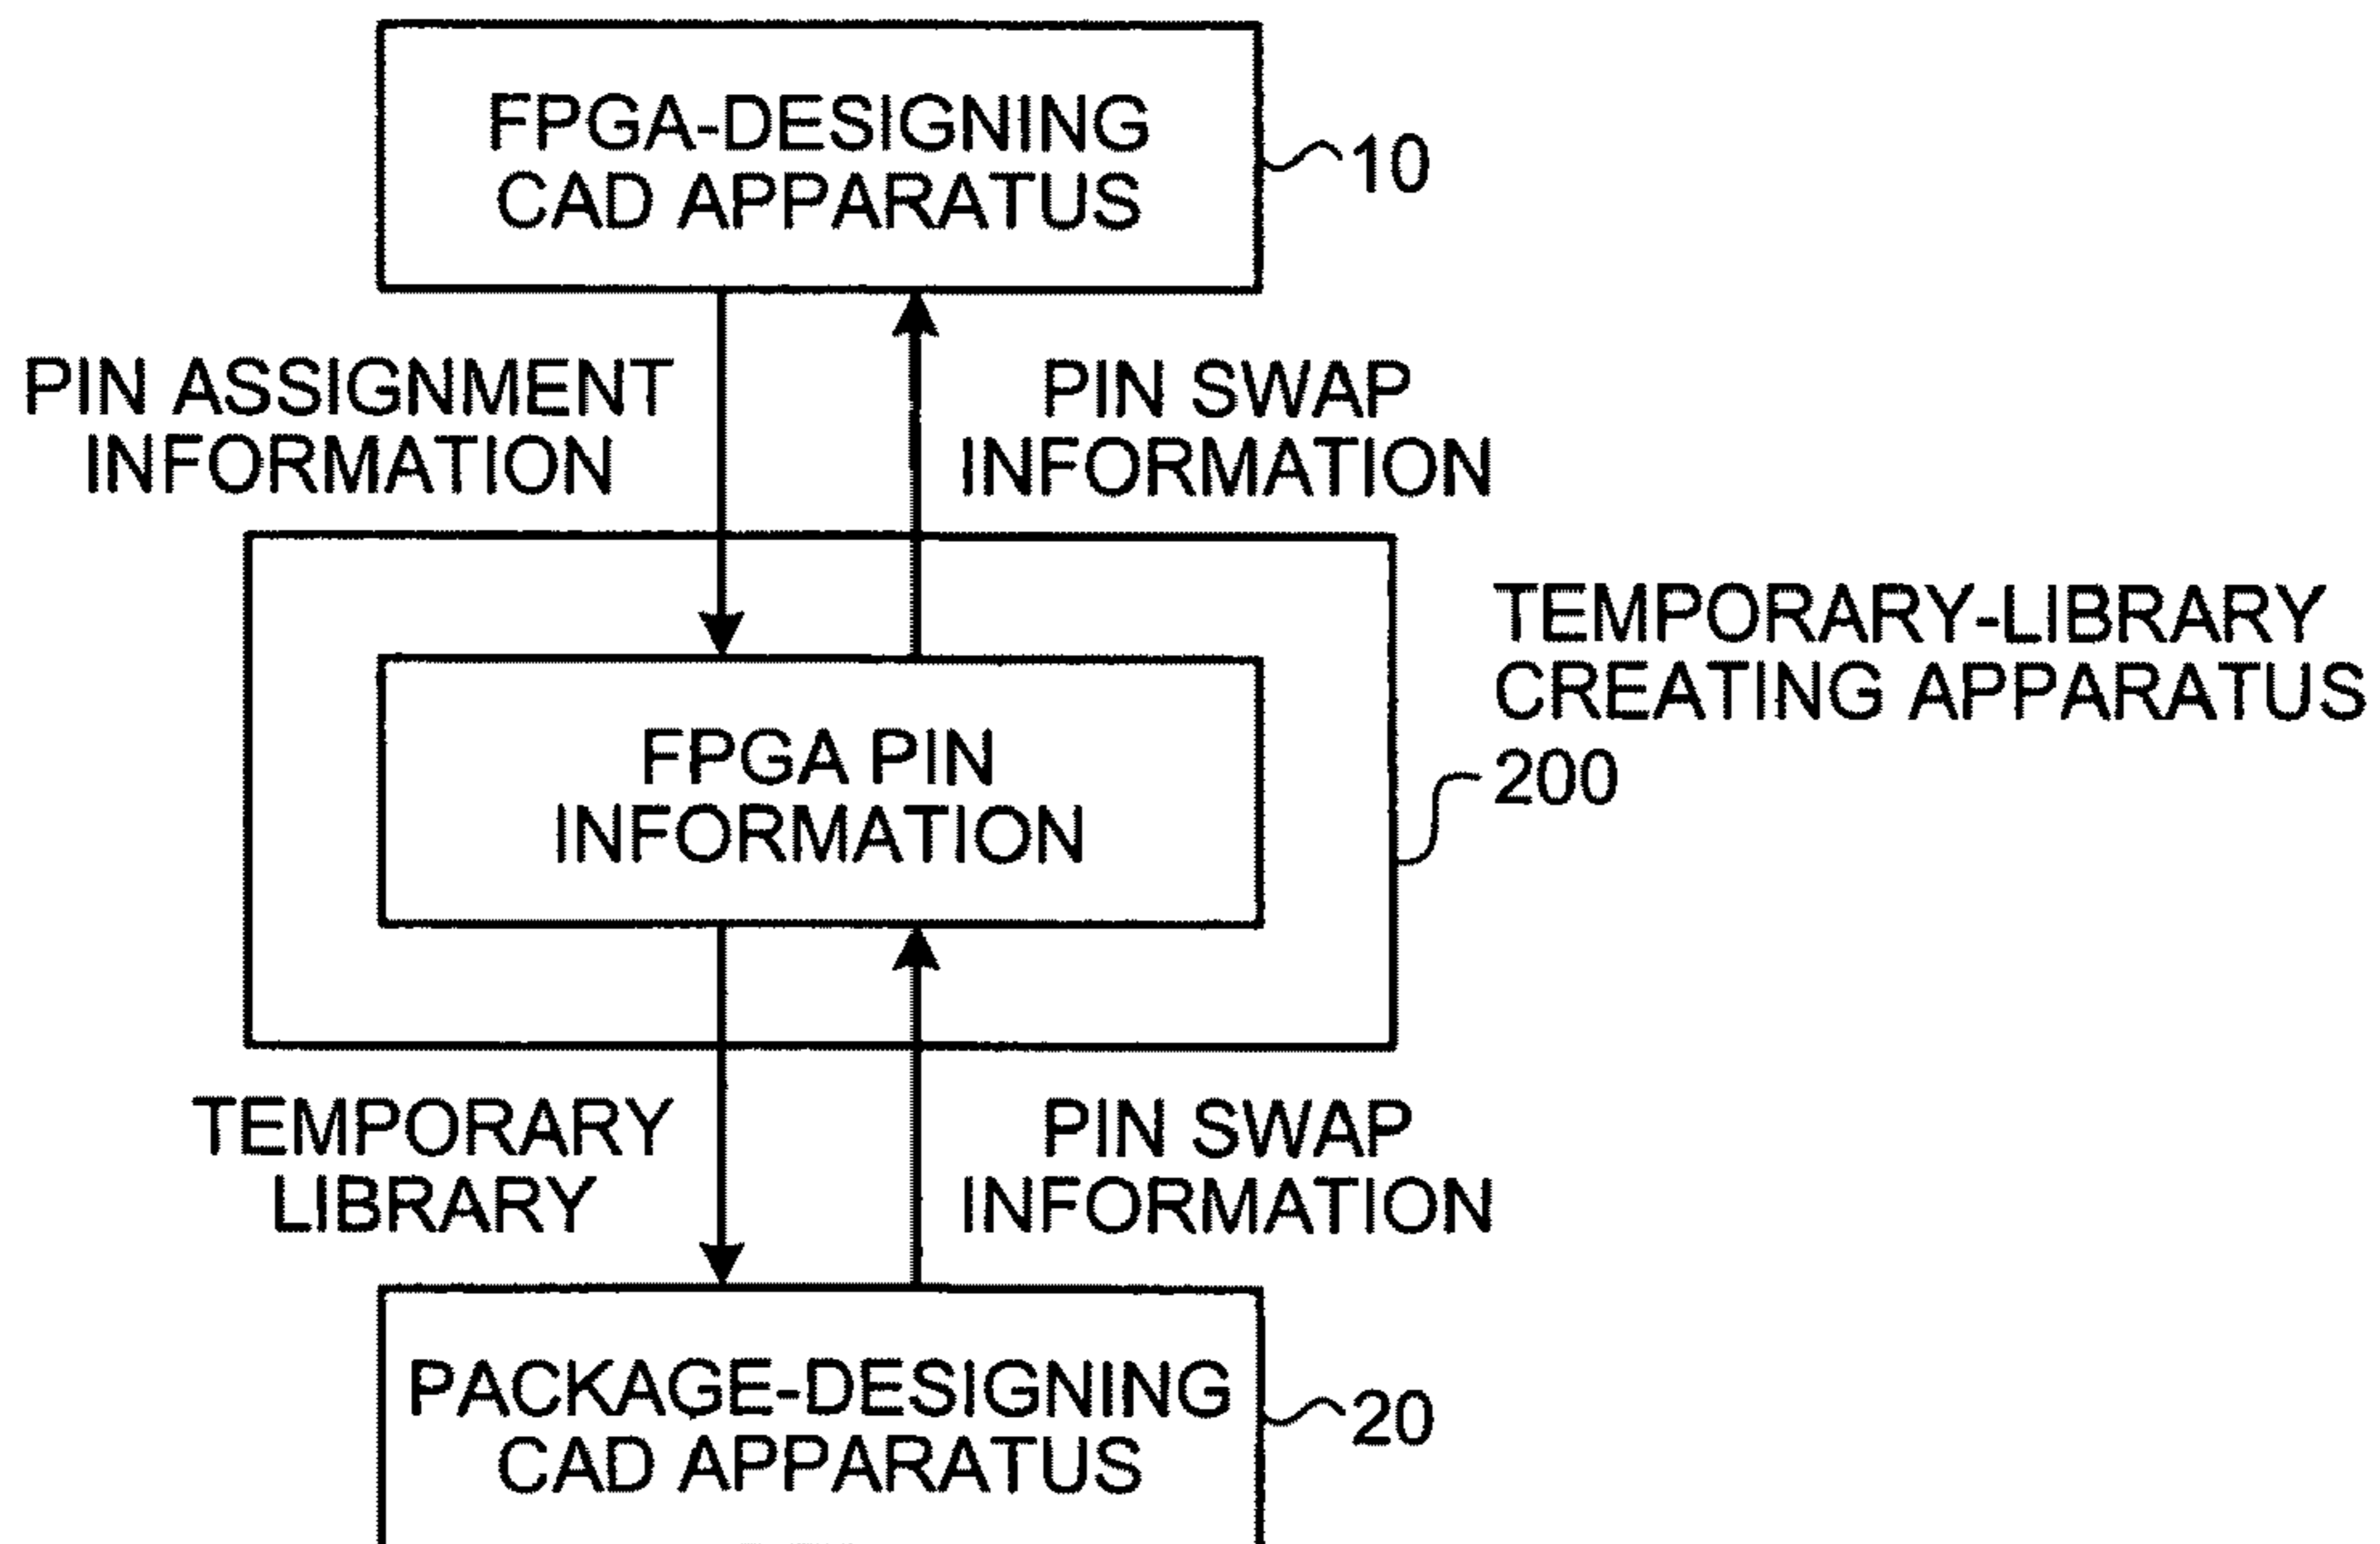 FPGA-DESIGNING
CAD APPARATUS
10
PIN ASSIGNMENT
INFORMATION
PIN SWAP
INFORMATION
TEMPORARY-LIBRARY
CREATING APPARATUS
200
FPGA PIN
INFORMATION
TEMPORARY
LIBRARY
PIN SWAP
INFORMATION
PACKAGE-DESIGNING
CAD APPARATUS
20